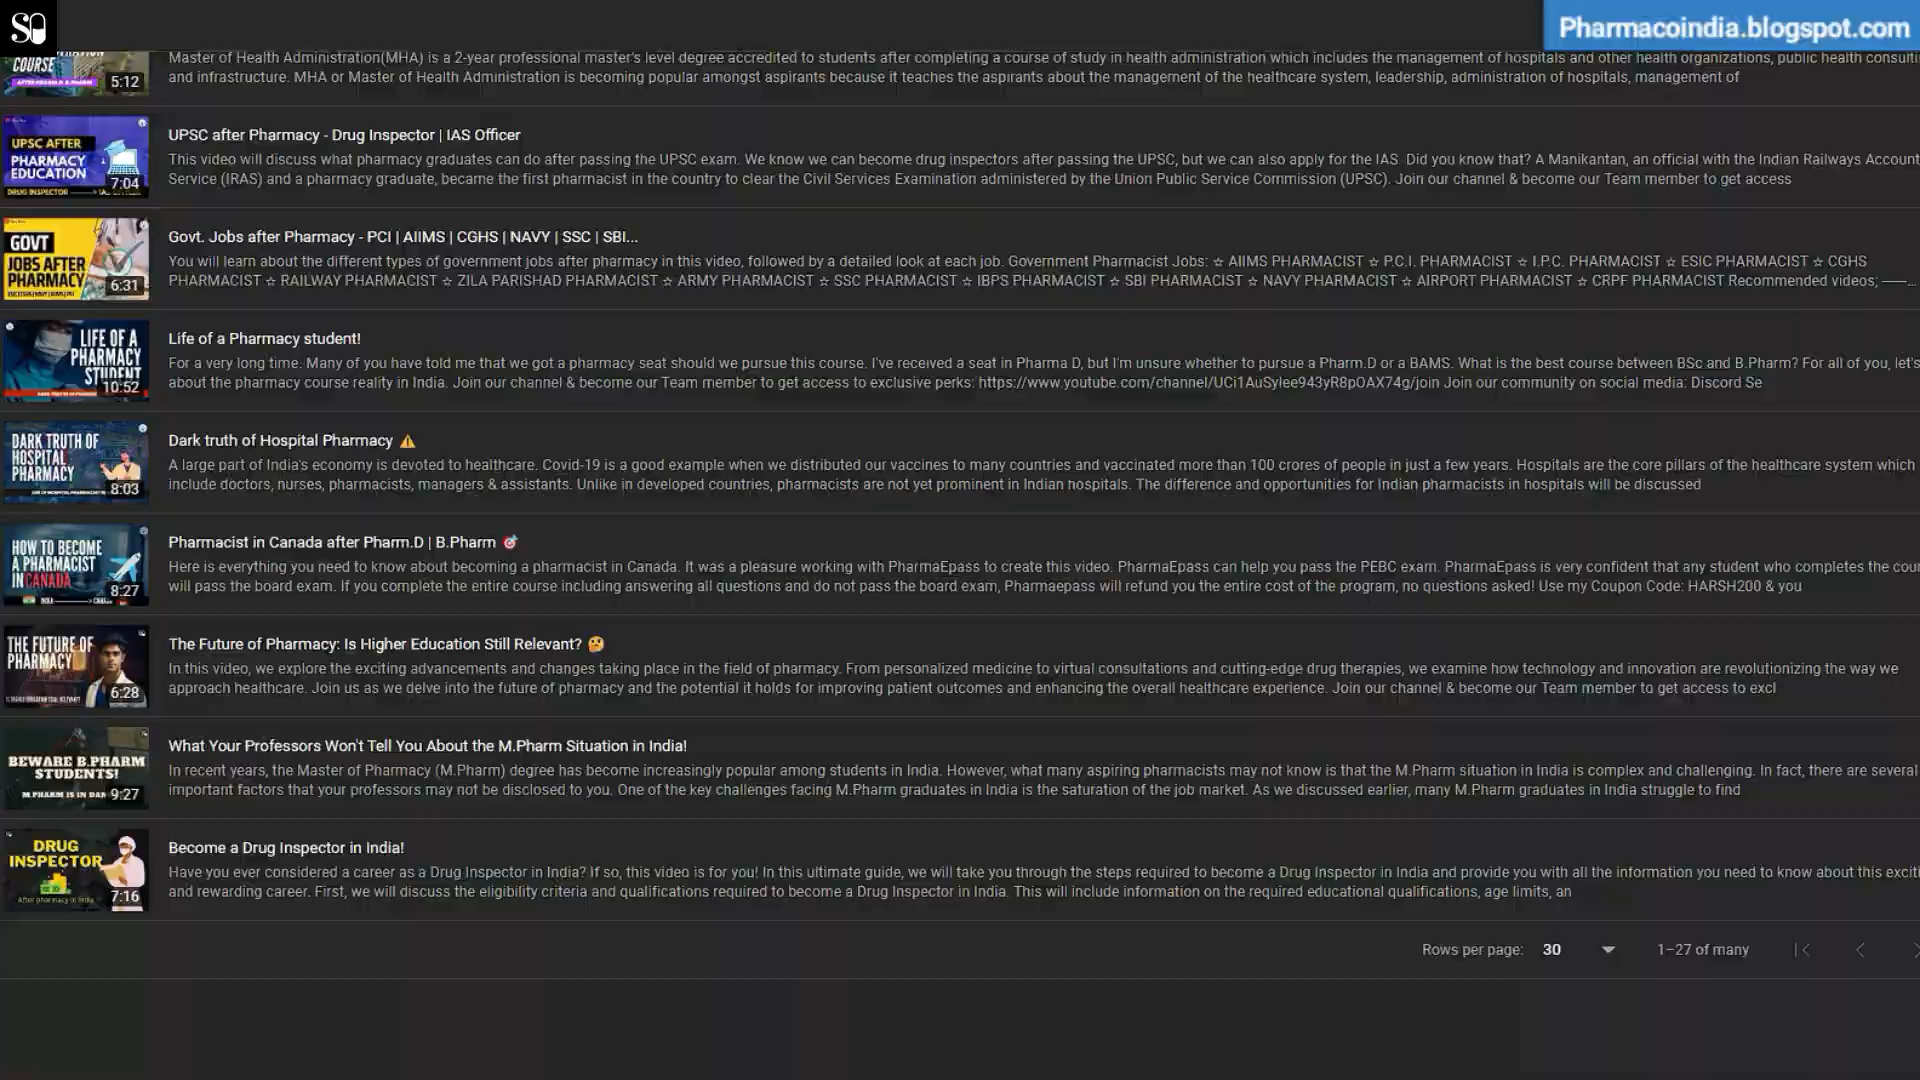 SO
Pharmacoindia.blogspot.com
COURSE
5:12
Master of Health Administration(MHA) is a 2-year professional master's level degree accredited to students after completing a course of study in health administration which includes the management of hospitals and other health organizations, public health consulti
and infrastructure. MHA or Master of Health Administration is becoming popular amongst aspirants because it teaches the aspirants about the management of the healthcare system, leadership, administration of hospitals, management of
UPSC AFTER
PHARMACY
EDUCATION
DRUG INSPECTOR
7:04
UPSC after Pharmacy - Drug Inspector | IAS Officer
This video will discuss what pharmacy graduates can do after passing the UPSC exam. We know we can become drug inspectors after passing the UPSC, but we can also apply for the IAS. Did you know that? A Manikantan, an official with the Indian Railways Account
Service (IRAS) and a pharmacy graduate, became the first pharmacist in the country to clear the Civil Services Examination administered by the Union Public Service Commission (UPSC). Join our channel & become our Team member to get access
GOVT
JOBS AFTER
PHARMACY
6:31
Govt. Jobs after Pharmacy - PCI | AIIMS | CGHS | NAVY | SSC | SBI...
You will learn about the different types of government jobs after pharmacy in this video, followed by a detailed look at each job. Government Pharmacist Jobs: ☆ AIIMS PHARMACIST ☆ P.C.I. PHARMACIST ☆ I.P.C. PHARMACIST ☆ ESIC PHARMACIST ☆ CGHS
PHARMACIST ☆ RAILWAY PHARMACIST ☆ ZILA PARISHAD PHARMACIST ☆ ARMY PHARMACIST ☆ SSC PHARMACIST ☆ IBPS PHARMACIST ☆ SBI PHARMACIST ☆ NAVY PHARMACIST ☆ AIRPORT PHARMACIST ☆ CRPF PHARMACIST Recommended videos; ——...
LIFE OF A
PHARMACY
STUDENT
10:52
Life of a Pharmacy student!
For a very long time. Many of you have told me that we got a pharmacy seat should we pursue this course. I've received a seat in Pharma D, but I'm unsure whether to pursue a Pharm.D or a BAMS. What is the best course between BSc and B.Pharm? For all of you, let's
about the pharmacy course reality in India. Join our channel & become our Team member to get access to exclusive perks: https://www.youtube.com/channel/UCi1AuSylee943yR8pOAX74g/join Join our community on social media: Discord Se
DARK TRUTH OF
HOSPITAL
PHARMACY
8:03
Dark truth of Hospital Pharmacy ⚠️
A large part of India's economy is devoted to healthcare. Covid-19 is a good example when we distributed our vaccines to many countries and vaccinated more than 100 crores of people in just a few years. Hospitals are the core pillars of the healthcare system which
include doctors, nurses, pharmacists, managers & assistants. Unlike in developed countries, pharmacists are not yet prominent in Indian hospitals. The difference and opportunities for Indian pharmacists in hospitals will be discussed
HOW TO BECOME
A PHARMACIST
IN CANADA
8:27
Pharmacist in Canada after Pharm.D | B.Pharm 🎯
Here is everything you need to know about becoming a pharmacist in Canada. It was a pleasure working with PharmaEpass to create this video. PharmaEpass can help you pass the PEBC exam. PharmaEpass is very confident that any student who completes the cou
will pass the board exam. If you complete the entire course including answering all questions and do not pass the board exam, Pharmaepass will refund you the entire cost of the program, no questions asked! Use my Coupon Code: HARSH200 & you
THE FUTURE OF
PHARMACY
6:28
The Future of Pharmacy: Is Higher Education Still Relevant? 🤔
In this video, we explore the exciting advancements and changes taking place in the field of pharmacy. From personalized medicine to virtual consultations and cutting-edge drug therapies, we examine how technology and innovation are revolutionizing the way we
approach healthcare. Join us as we delve into the future of pharmacy and the potential it holds for improving patient outcomes and enhancing the overall healthcare experience. Join our channel & become our Team member to get access to excl
BEWARE B.PHARM
STUDENTS!
M.PHARM IS IN DAN
9:27
What Your Professors Won't Tell You About the M.Pharm Situation in India!
In recent years, the Master of Pharmacy (M.Pharm) degree has become increasingly popular among students in India. However, what many aspiring pharmacists may not know is that the M.Pharm situation in India is complex and challenging. In fact, there are several
important factors that your professors may not be disclosed to you. One of the key challenges facing M.Pharm graduates in India is the saturation of the job market. As we discussed earlier, many M.Pharm graduates in India struggle to find
DRUG
INSPECTOR
After pharmacy in India
7:16
Become a Drug Inspector in India!
Have you ever considered a career as a Drug Inspector in India? If so, this video is for you! In this ultimate guide, we will take you through the steps required to become a Drug Inspector in India and provide you with all the information you need to know about this exciti
and rewarding career. First, we will discuss the eligibility criteria and qualifications required to become a Drug Inspector in India. This will include information on the required educational qualifications, age limits, an
Rows per page: 30 1–27 of many